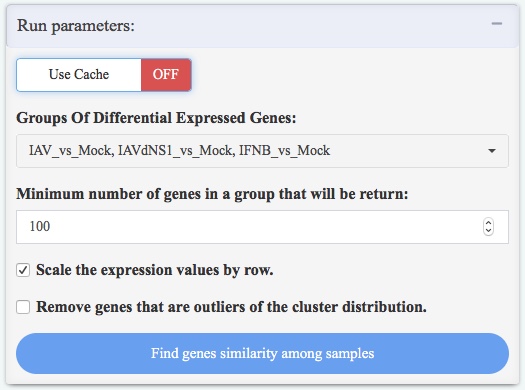 Run parameters:
Use Cache OFF
Groups Of Differential Expressed Genes:
IAV_vs_Mock, IAVdNS1_vs_Mock, IFNB_vs_Mock
Minimum number of genes in a group that will be return:
100
Scale the expression values by row.
Remove genes that are outliers of the cluster distribution.
Find genes similarity among samples